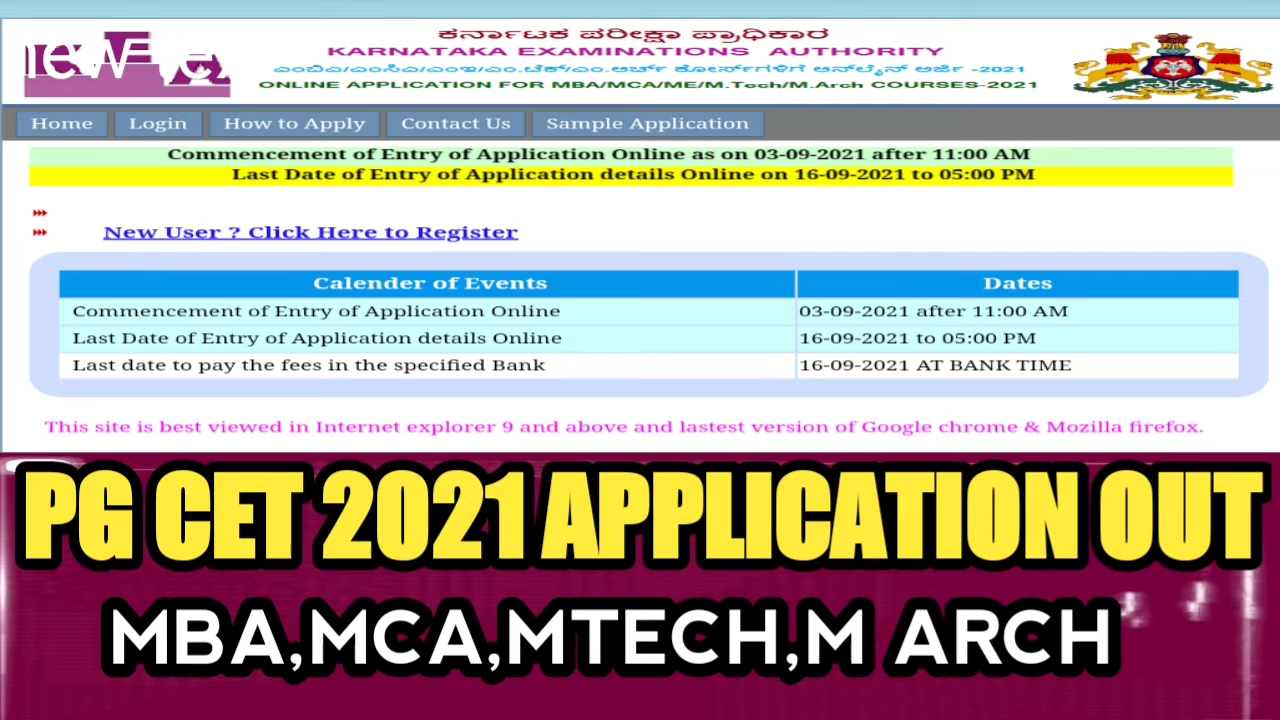 ಕರ್ನಾಟಕ ಪರೀಕ್ಷಾ ಪ್ರಾಧಿಕಾರ
KARNATAKA EXAMINATIONS AUTHORITY
ಎಂಬಿಎ/ಎಂಸಿಎ/ಎಂಇ/ಎಂ.ಟೆಕ್/ಎಂ.ಆರ್ಚ್ ಕೋರ್ಸ್‌ಗಳಿಗೆ ಆನ್‌ಲೈನ್ ಅರ್ಜಿ -2021
ONLINE APPLICATION FOR MBA/MCA/ME/M.Tech/M.Arch COURSES-2021
Home Login How to Apply Contact Us Sample Application
Commencement of Entry of Application Online as on 03-09-2021 after 11:00 AM
Last Date of Entry of Application details Online on 16-09-2021 to 05:00 PM
New User ? Click Here to Register
Calender of Events Dates
Commencement of Entry of Application Online 03-09-2021 after 11:00 AM
Last Date of Entry of Application details Online 16-09-2021 to 05:00 PM
Last date to pay the fees in the specified Bank 16-09-2021 AT BANK TIME
This site is best viewed in Internet explorer 9 and above and lastest version of Google chrome & Mozilla firefox.
PG CET 2021 APPLICATION OUT
MBA,MCA,MTECH,M ARCH